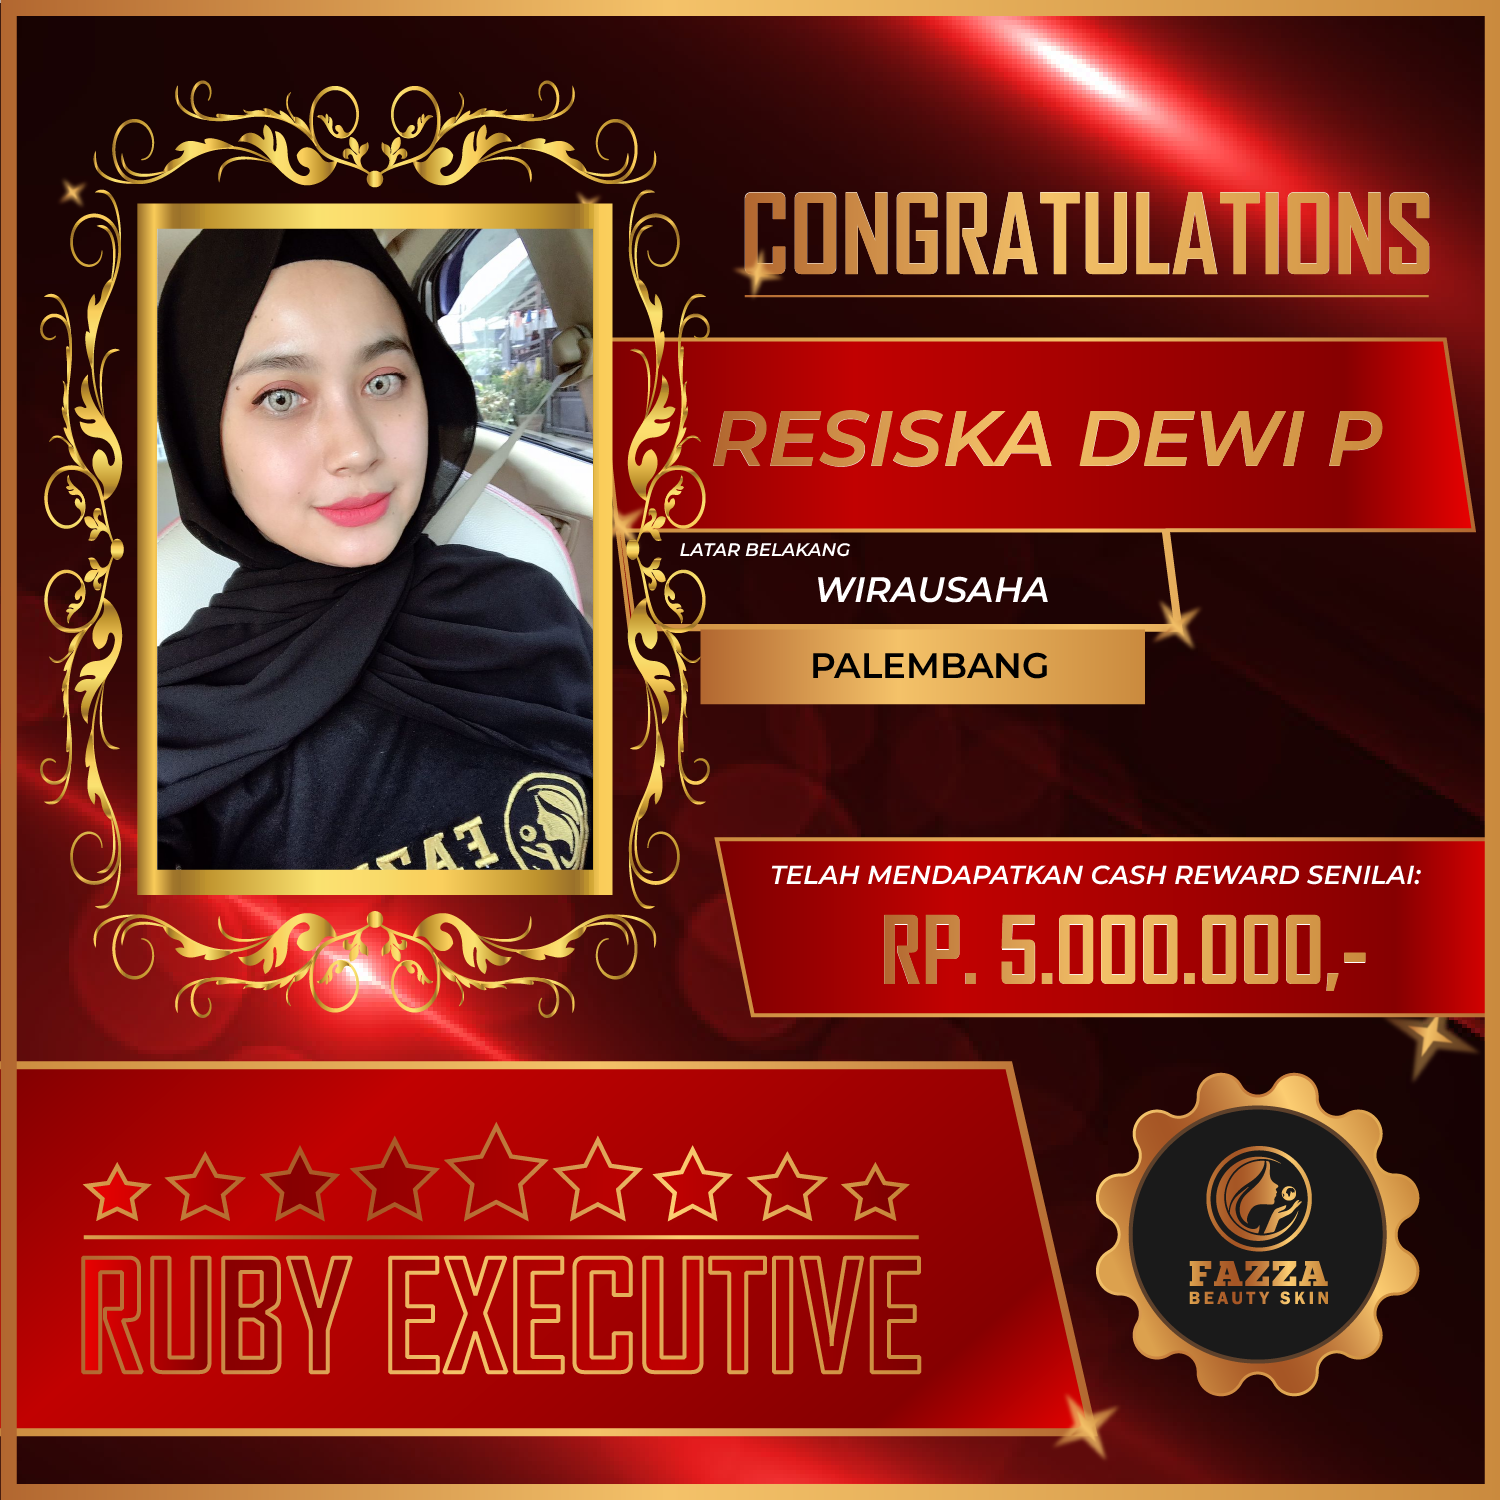 CONGRATULATIONS
RESISKA DEWI P
LATAR BELAKANG
WIRAUSAHA
PALEMBANG
TELAH MENDAPATKAN CASH REWARD SENILAI:
RP. 5.000.000,-
RUBY EXECUTIVE
FAZZA
BEAUTY SKIN